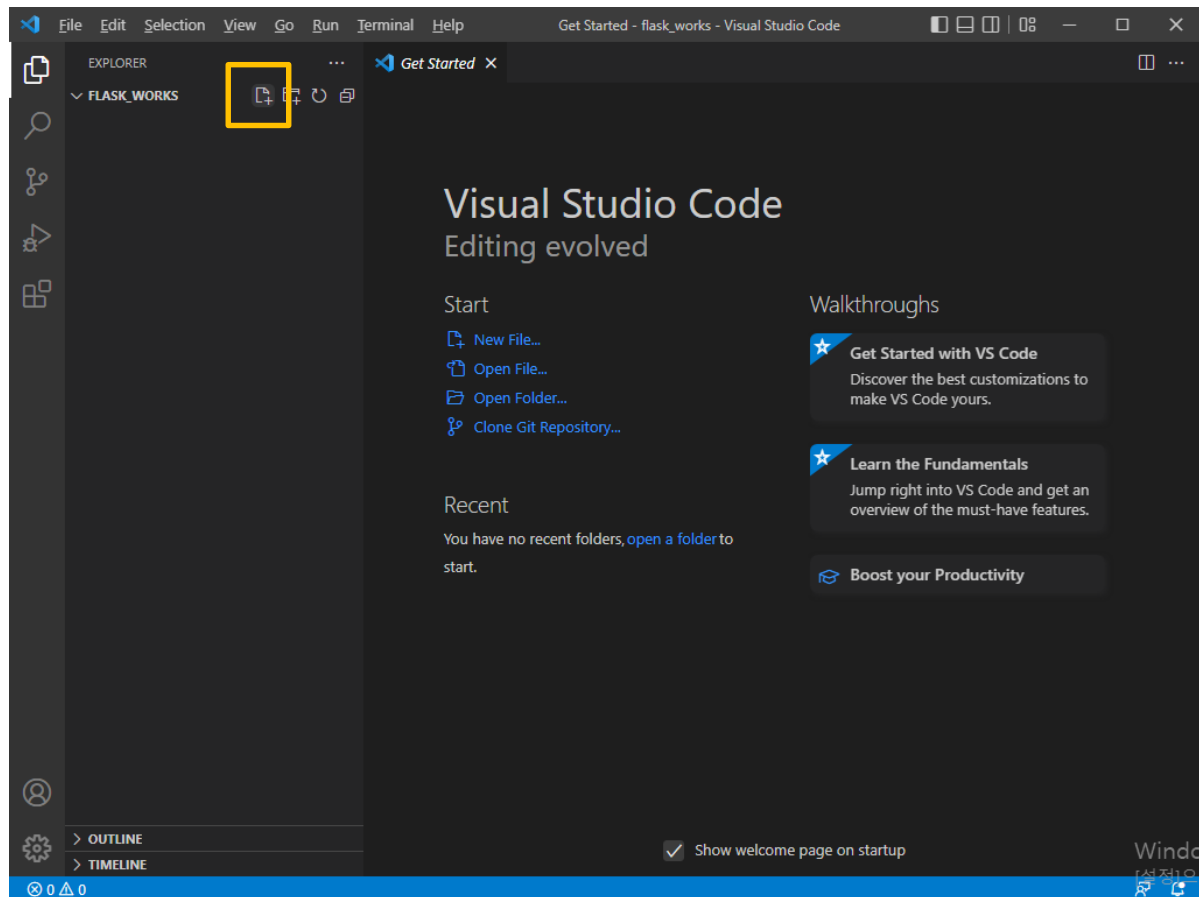 File Edit Selection View Go Run Terminal Help
Get Started - flask_works - Visual Studio Code
EXPLORER
FLASK_WORKS
Get Started
Visual Studio Code
Editing evolved
Start
New File...
Open File...
Open Folder...
Clone Git Repository...
Recent
You have no recent folders, open a folder to
start.
Walkthroughs
Get Started with VS Code
Discover the best customizations to
make VS Code yours.
Learn the Fundamentals
Jump right into VS Code and get an
overview of the must-have features.
Boost your Productivity
OUTLINE
TIMELINE
Show welcome page on startup
Windo
[설정]으
0 0